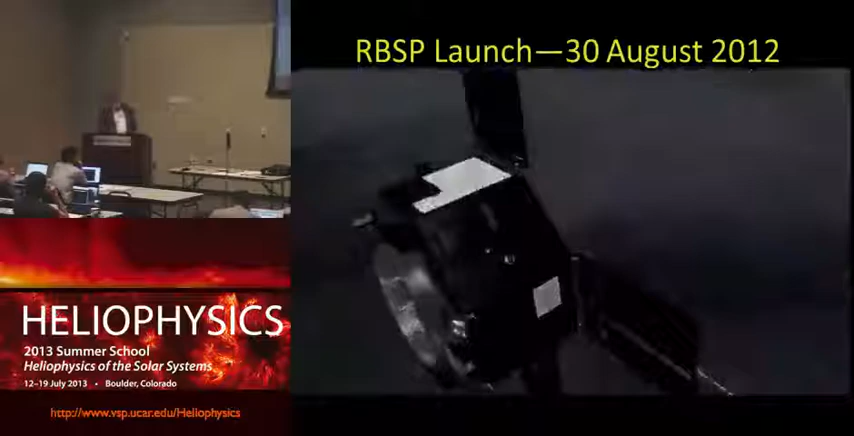 RBSP Launch—30 August 2012
HELIOPHYSICS
2013 Summer School
Heliophysics of the Solar Systems
12–19 July 2013 • Boulder, Colorado
http://www.vsp.ucar.edu/Heliophysics